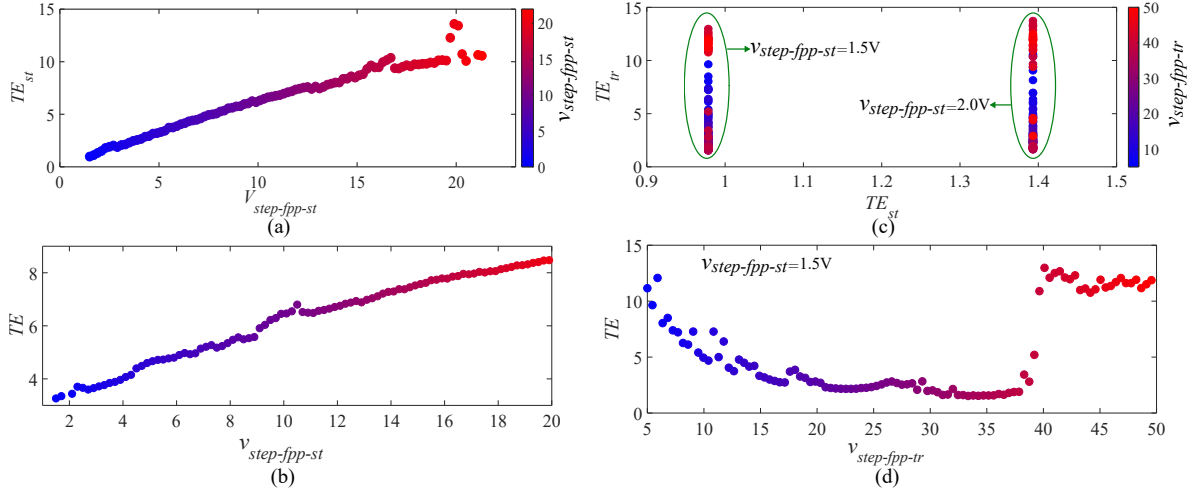 15
10
5
0
TE_st
0 5 10 15 20
V_step-fpp-st
(a)
20
15
10
5
0
v_step-fpp-st
15
10
5
0
TE_tr
0.9 1 1.1 1.2 1.3 1.4 1.5
TE_st
(c)
v_step-fpp-st=1.5V
v_step-fpp-st=2.0V
50
40
30
20
10
v_step-fpp-tr
8
6
4
TE
2 4 6 8 10 12 14 16 18 20
v_step-fpp-st
(b)
15
10
5
0
TE
v_step-fpp-st=1.5V
5 10 15 20 25 30 35 40 45 50
v_step-fpp-tr
(d)